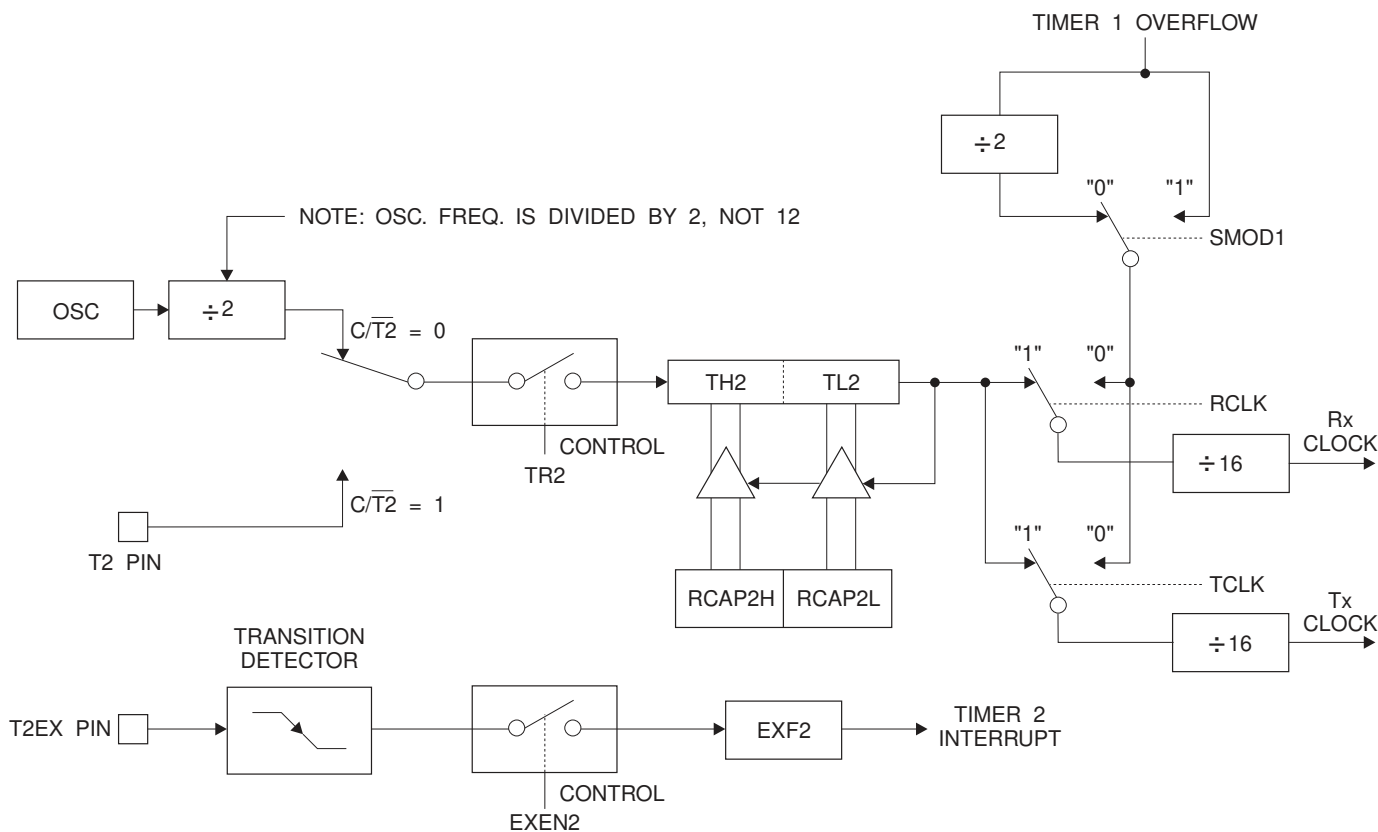 TIMER 1 OVERFLOW
÷2
"0" "1"
SMOD1
NOTE: OSC. FREQ. IS DIVIDED BY 2, NOT 12
OSC
÷2
C/T̅2̅ = 0
TH2
TL2
CONTROL
TR2
"1" "0"
RCLK
÷16
Rx
CLOCK
C/T̅2̅ = 1
T2 PIN
RCAP2H
RCAP2L
"1" "0"
TCLK
÷16
Tx
CLOCK
TRANSITION
DETECTOR
T2EX PIN
CONTROL
EXEN2
EXF2
TIMER 2
INTERRUPT